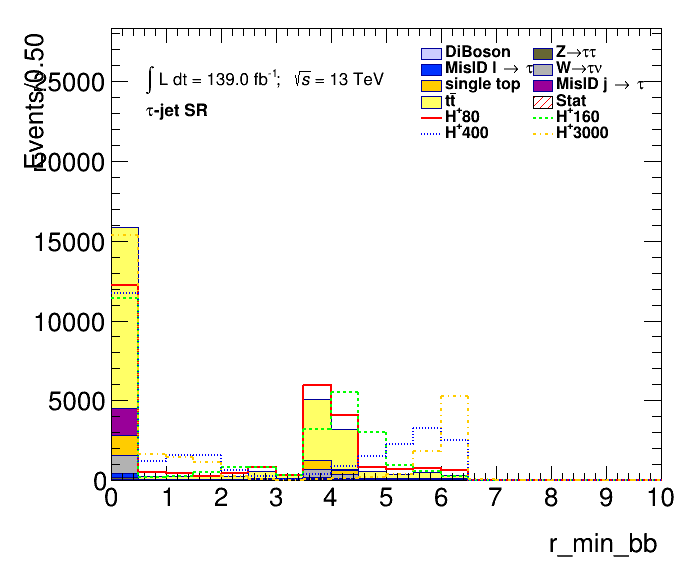 Events/0.50
25000
20000
15000
10000
5000
0
∫ L dt = 139.0 fb⁻¹; √s = 13 TeV
τ-jet SR
DiBoson Z→ττ
MisID l → τ W→τν
single top MisID j → τ
tt̄ Stat
H⁺80 H⁺160
H⁺400 H⁺3000
0 1 2 3 4 5 6 7 8 9 10
r_min_bb